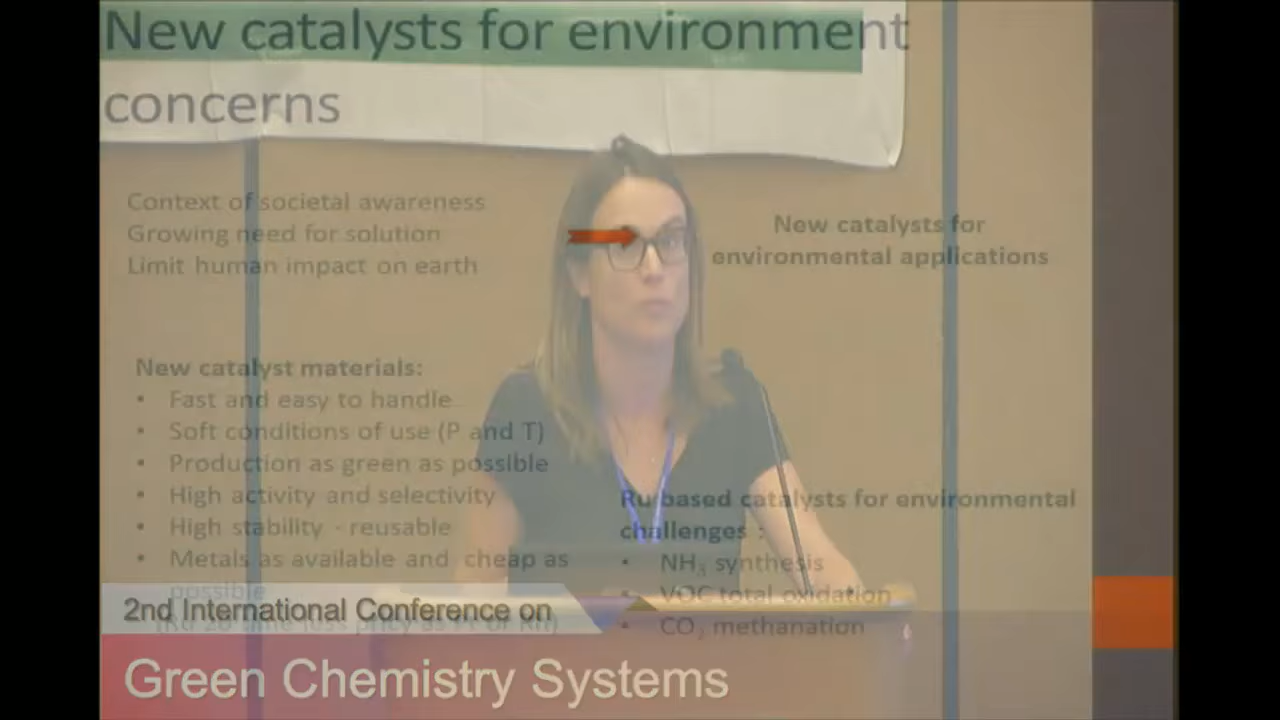 New catalysts for environment
concerns
Context of societal awareness
Growing need for solution
Limit human impact on earth
New catalysts for
environmental applications
New catalyst materials:
• Fast and easy to handle
• Soft conditions of use (P and T)
• Production as green as possible
• High activity and selectivity
• High stability - reusable
• Metals as available and cheap as
possible
Ru based catalysts for environmental
challenges :
• NH₃ synthesis
• VOC total oxidation
• CO₂ methanation
2nd International Conference on
Green Chemistry Systems